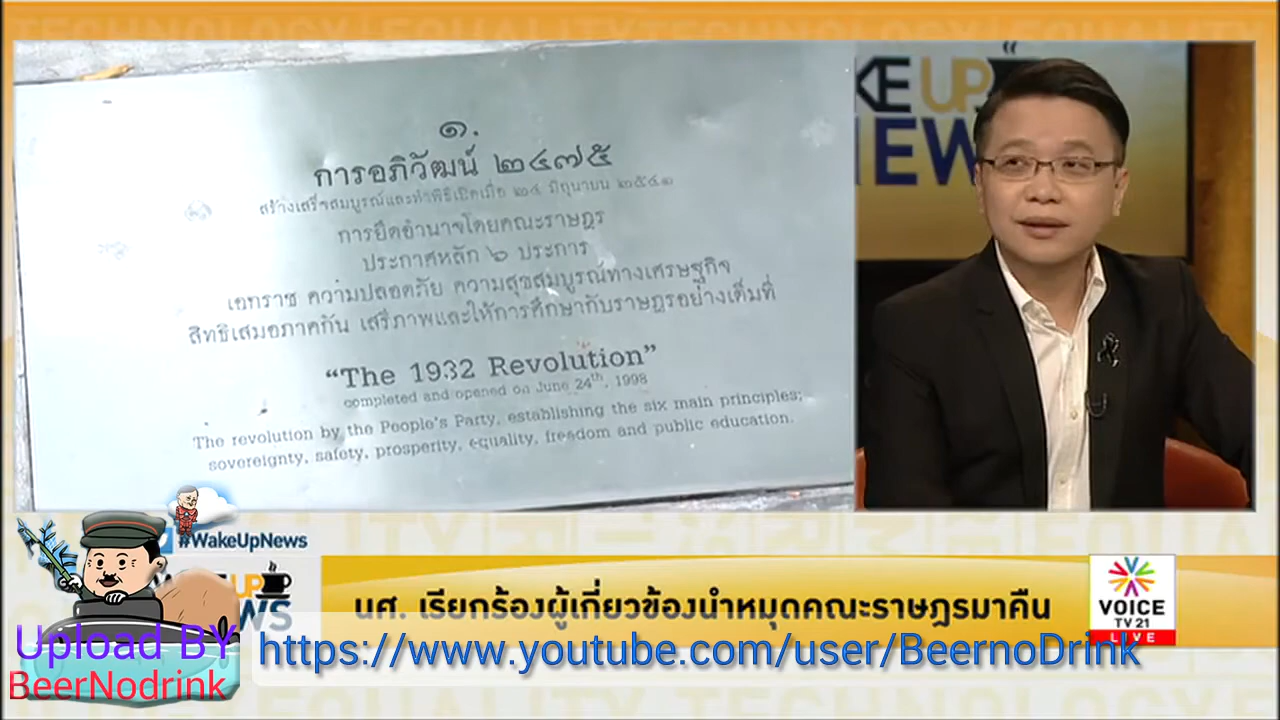 TECHNOLOGY EQUALITY TECHNOLOGY EQUALITY
๑.
การอภิวัฒน์ ๒๔๗๕
สร้างเสร็จสมบูรณ์และทำพิธีเปิดเมื่อ ๒๔ มิถุนายน ๒๕๔๑
การยึดอำนาจโดยคณะราษฎร
ประกาศหลัก ๖ ประการ
เอกราช ความปลอดภัย ความสุขสมบูรณ์ทางเศรษฐกิจ
สิทธิเสมอภาคกัน เสรีภาพและให้การศึกษากับราษฎรอย่างเต็มที่
“The 1932 Revolution”
completed and opened on June 24th, 1998
The revolution by the People's Party, establishing the six main principles;
sovereignty, safety, prosperity, equality, freedom and public education.
KE UP
NEW
#WakeUpNews
UP
WS
นศ. เรียกร้องผู้เกี่ยวข้องนำหมุดคณะราษฎรมาคืน
VOICE
TV 21
LIVE
Upload BY
BeerNodrink
https://www.youtube.com/user/BeernoDrink